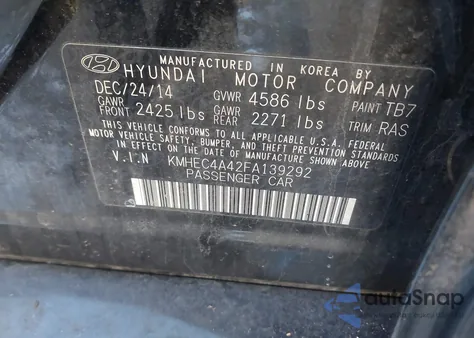 MANUFACTURED IN KOREA BY
HYUNDAI MOTOR COMPANY
DEC/24/14 GVWR 4586 lbs PAINT TB7
GAWR FRONT 2425 lbs GAWR REAR 2271 lbs TRIM RAS
THIS VEHICLE CONFORMS TO ALL APPLICABLE U.S.A. FEDERAL
MOTOR VEHICLE SAFETY, BUMPER, AND THEFT PREVENTION STANDARDS
IN EFFECT ON THE DATE OF MANUFACTURE SHOWN ABOVE.
V.I.N KMHEC4A42FA139292
PASSENGER CAR
autoSnap